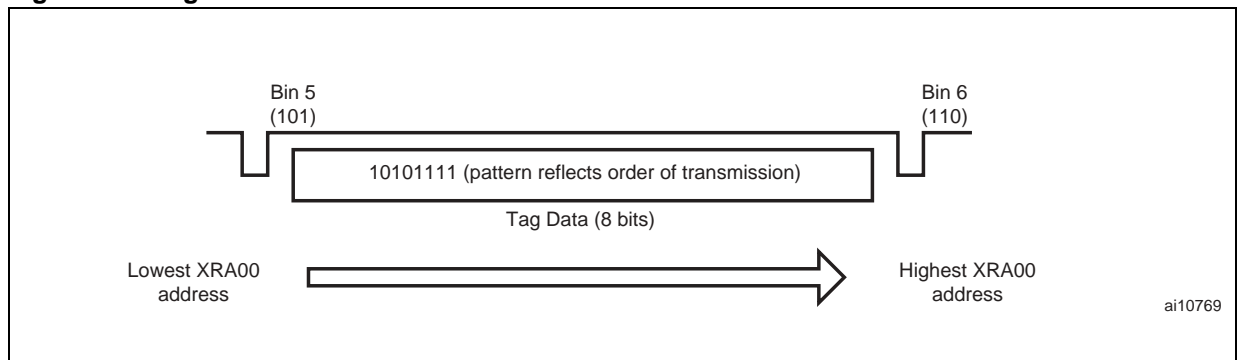 Bin 5
(101)
Bin 6
(110)
10101111 (pattern reflects order of transmission)
Tag Data (8 bits)
Lowest XRA00
address
Highest XRA00
address
ai10769